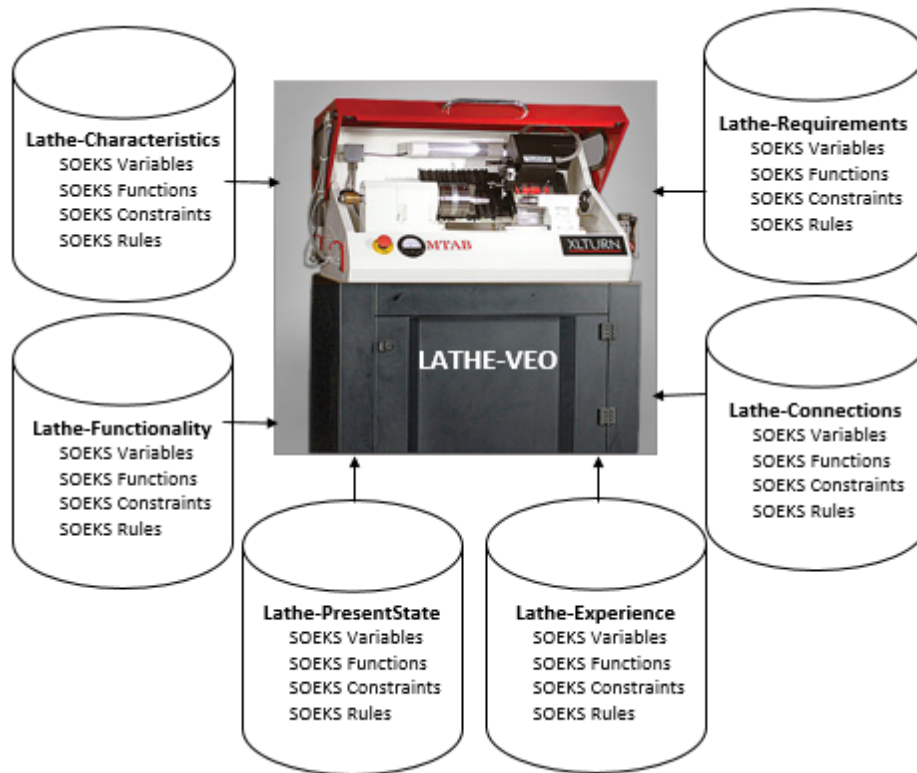 Lathe-Characteristics
SOEKS Variables
SOEKS Functions
SOEKS Constraints
SOEKS Rules
Lathe-Requirements
SOEKS Variables
SOEKS Functions
SOEKS Constraints
SOEKS Rules
MTAB
XLTURN
LATHE-VEO
Lathe-Functionality
SOEKS Variables
SOEKS Functions
SOEKS Constraints
SOEKS Rules
Lathe-Connections
SOEKS Variables
SOEKS Functions
SOEKS Constraints
SOEKS Rules
Lathe-PresentState
SOEKS Variables
SOEKS Functions
SOEKS Constraints
SOEKS Rules
Lathe-Experience
SOEKS Variables
SOEKS Functions
SOEKS Constraints
SOEKS Rules